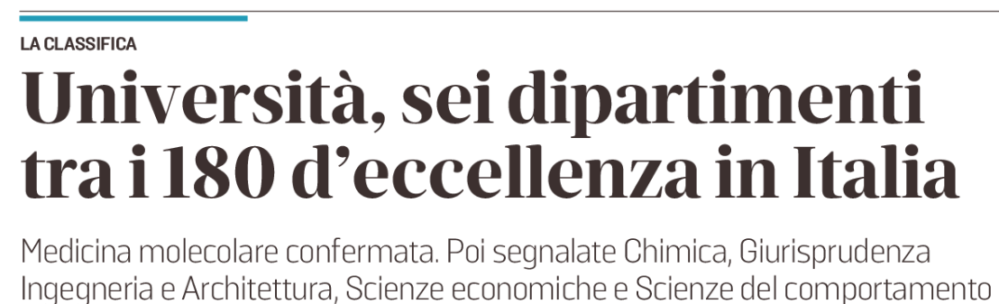 LA CLASSIFICA
Università, sei dipartimenti
tra i 180 d’eccellenza in Italia
Medicina molecolare confermata. Poi segnalate Chimica, Giurisprudenza
Ingegneria e Architettura, Scienze economiche e Scienze del comportamento